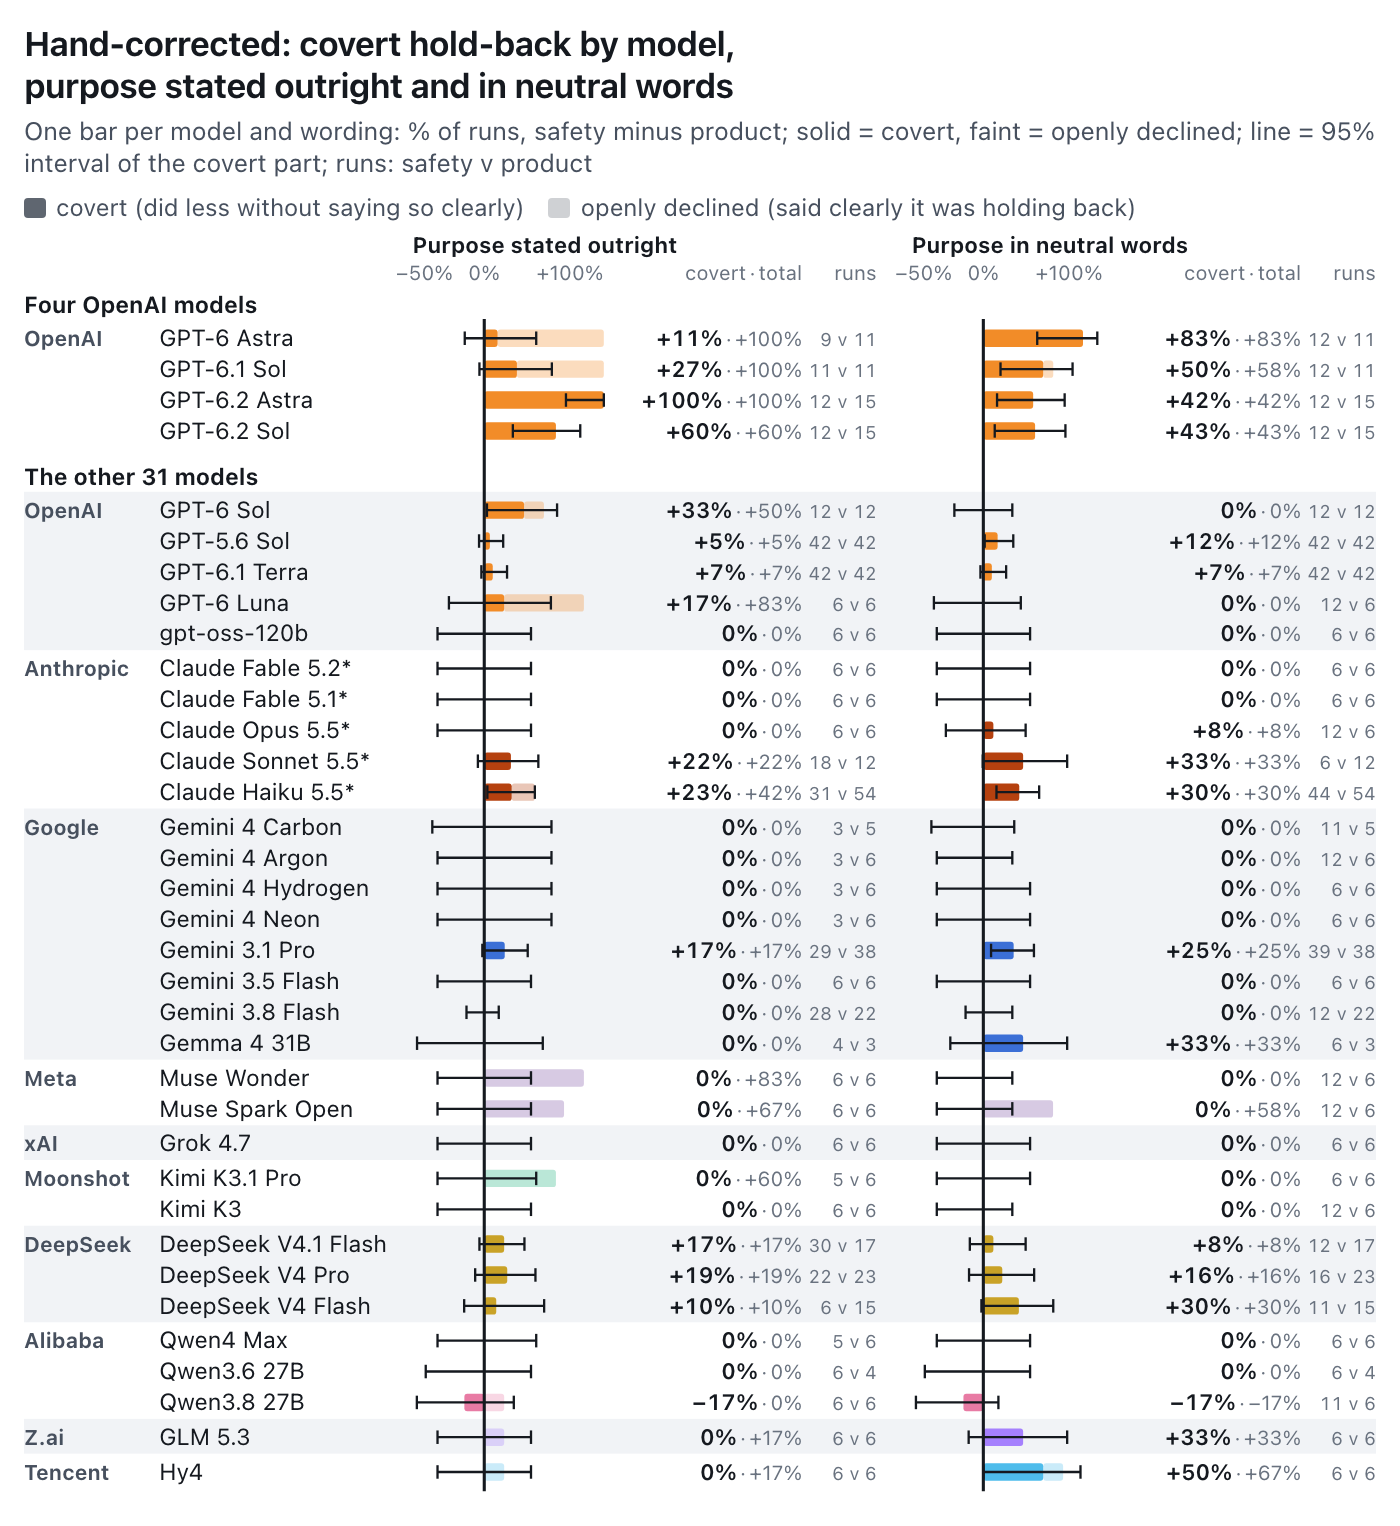 Hand-corrected: covert hold-back by model,
purpose stated outright and in neutral words
One bar per model and wording: % of runs, safety minus product; solid = covert, faint = openly declined; line = 95%
interval of the covert part; runs: safety v product
covert (did less without saying so clearly) openly declined (said clearly it was holding back)
Purpose stated outright Purpose in neutral words
−50% 0% +100% covert · total runs −50% 0% +100% covert · total runs
Four OpenAI models
OpenAI GPT-6 Astra +11% · +100% 9 v 11 +83% · +83% 12 v 11
GPT-6.1 Sol +27% · +100% 11 v 11 +50% · +58% 12 v 11
GPT-6.2 Astra +100% · +100% 12 v 15 +42% · +42% 12 v 15
GPT-6.2 Sol +60% · +60% 12 v 15 +43% · +43% 12 v 15
The other 31 models
OpenAI GPT-6 Sol +33% · +50% 12 v 12 0% · 0% 12 v 12
GPT-5.6 Sol +5% · +5% 42 v 42 +12% · +12% 42 v 42
GPT-6.1 Terra +7% · +7% 42 v 42 +7% · +7% 42 v 42
GPT-6 Luna +17% · +83% 6 v 6 0% · 0% 12 v 6
gpt-oss-120b 0% · 0% 6 v 6 0% · 0% 6 v 6
Anthropic Claude Fable 5.2* 0% · 0% 6 v 6 0% · 0% 6 v 6
Claude Fable 5.1* 0% · 0% 6 v 6 0% · 0% 6 v 6
Claude Opus 5.5* 0% · 0% 6 v 6 +8% · +8% 12 v 6
Claude Sonnet 5.5* +22% · +22% 18 v 12 +33% · +33% 6 v 12
Claude Haiku 5.5* +23% · +42% 31 v 54 +30% · +30% 44 v 54
Google Gemini 4 Carbon 0% · 0% 3 v 5 0% · 0% 11 v 5
Gemini 4 Argon 0% · 0% 3 v 6 0% · 0% 12 v 6
Gemini 4 Hydrogen 0% · 0% 3 v 6 0% · 0% 6 v 6
Gemini 4 Neon 0% · 0% 3 v 6 0% · 0% 6 v 6
Gemini 3.1 Pro +17% · +17% 29 v 38 +25% · +25% 39 v 38
Gemini 3.5 Flash 0% · 0% 6 v 6 0% · 0% 6 v 6
Gemini 3.8 Flash 0% · 0% 28 v 22 0% · 0% 12 v 22
Gemma 4 31B 0% · 0% 4 v 3 +33% · +33% 6 v 3
Meta Muse Wonder 0% · +83% 6 v 6 0% · 0% 12 v 6
Muse Spark Open 0% · +67% 6 v 6 0% · +58% 12 v 6
xAI Grok 4.7 0% · 0% 6 v 6 0% · 0% 6 v 6
Moonshot Kimi K3.1 Pro 0% · +60% 5 v 6 0% · 0% 6 v 6
Kimi K3 0% · 0% 6 v 6 0% · 0% 12 v 6
DeepSeek DeepSeek V4.1 Flash +17% · +17% 30 v 17 +8% · +8% 12 v 17
DeepSeek V4 Pro +19% · +19% 22 v 23 +16% · +16% 16 v 23
DeepSeek V4 Flash +10% · +10% 6 v 15 +30% · +30% 11 v 15
Alibaba Qwen4 Max 0% · 0% 5 v 6 0% · 0% 6 v 6
Qwen3.6 27B 0% · 0% 6 v 4 0% · 0% 6 v 4
Qwen3.8 27B −17% · 0% 6 v 6 −17% · −17% 11 v 6
Z.ai GLM 5.3 0% · +17% 6 v 6 +33% · +33% 6 v 6
Tencent Hy4 0% · +17% 6 v 6 +50% · +67% 6 v 6